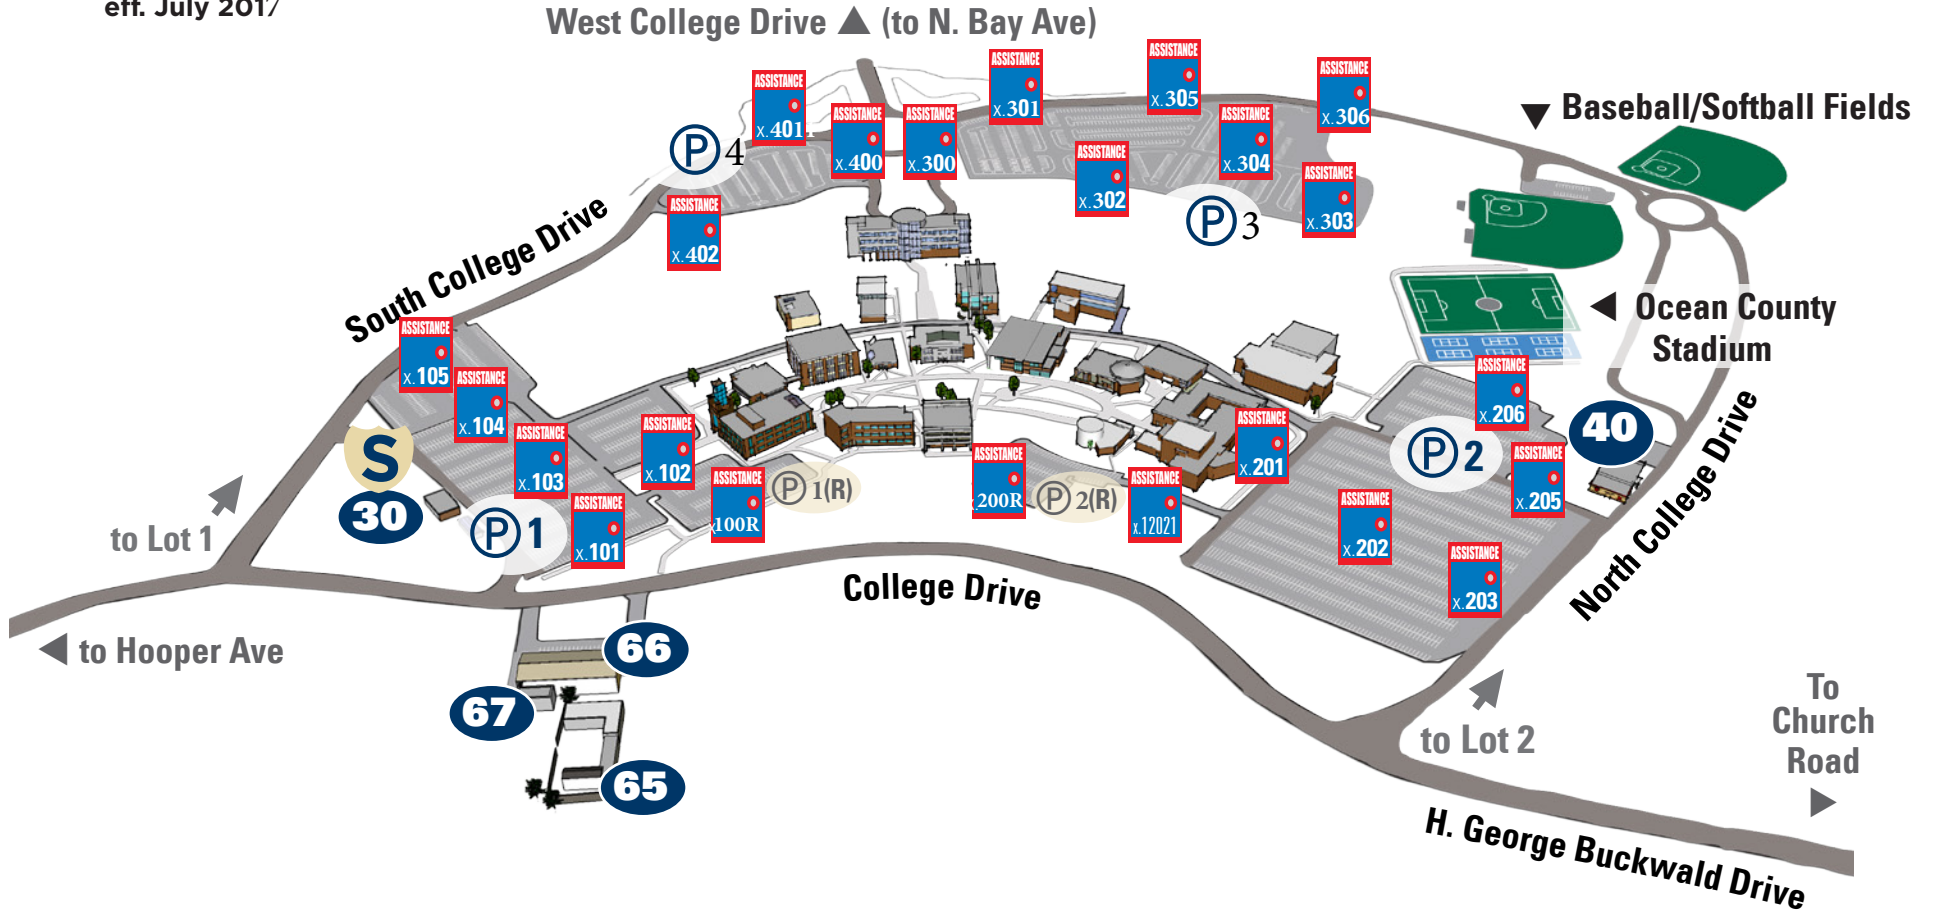 eff. July 2017
West College Drive ▲ (to N. Bay Ave)
ASSISTANCE
x.305
ASSISTANCE
x.301
ASSISTANCE
x.306
ASSISTANCE
x.401
▼ Baseball/Softball Fields
ASSISTANCE
x.400
ASSISTANCE
x.300
ASSISTANCE
x.304
P 4
ASSISTANCE
x.302
ASSISTANCE
x.303
ASSISTANCE
x.402
P 3
South College Drive
◀ Ocean County
Stadium
ASSISTANCE
x.105
ASSISTANCE
x.104
ASSISTANCE
x.206
ASSISTANCE
x.102
ASSISTANCE
x.201
40
ASSISTANCE
x.103
S
30
P 2
ASSISTANCE
x.205
ASSISTANCE
100R
P 1(R)
ASSISTANCE
200R
P 2(R)
ASSISTANCE
x.12021
North College Drive
ASSISTANCE
x.101
P 1
ASSISTANCE
x.202
ASSISTANCE
x.203
to Lot 1
College Drive
◀ to Hooper Ave
66
67
65
to Lot 2
To
Church
Road
▶
H. George Buckwald Drive